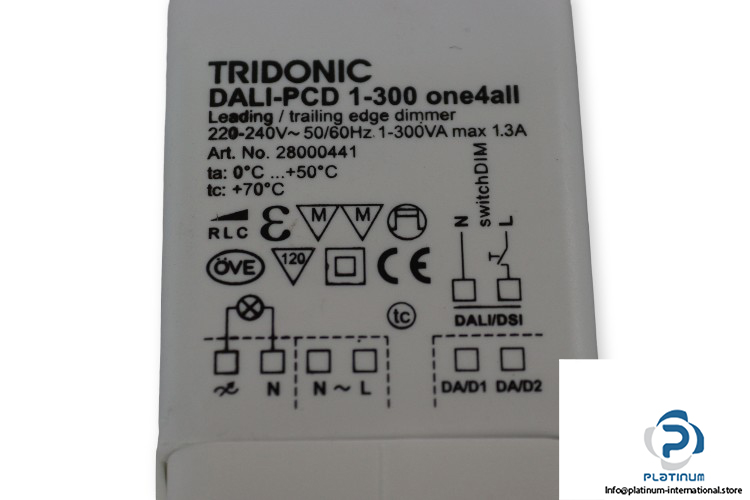 TRIDONIC
DALI-PCD 1-300 one4all
Leading / trailing edge dimmer
220-240V~ 50/60Hz 1-300VA max 1.3A
Art. No. 28000441
ta: 0°C ...+50°C
tc: +70°C
R L C
M M
ÖVE
120
CE
N
switchDIM
L
DALI/DSI
tc
N
N ~ L
DA/D1 DA/D2
PLATINUM
Info@platinum-international.store